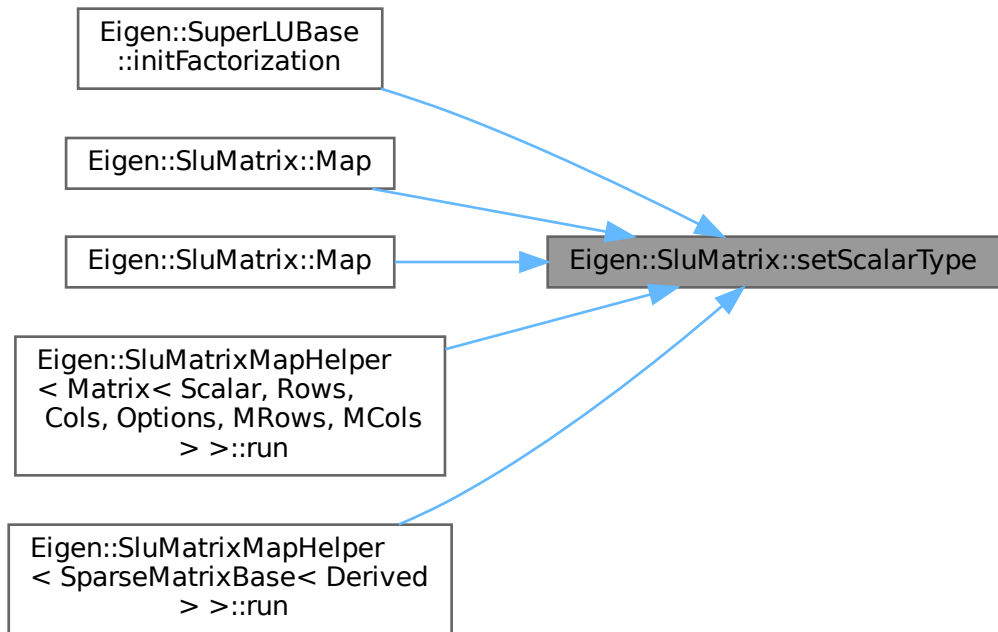 Eigen::SuperLUBase
::initFactorization
Eigen::SluMatrix::Map
Eigen::SluMatrix::Map
Eigen::SluMatrix::setScalarType
Eigen::SluMatrixMapHelper
< Matrix< Scalar, Rows,
Cols, Options, MRows, MCols
> >::run
Eigen::SluMatrixMapHelper
< SparseMatrixBase< Derived
> >::run